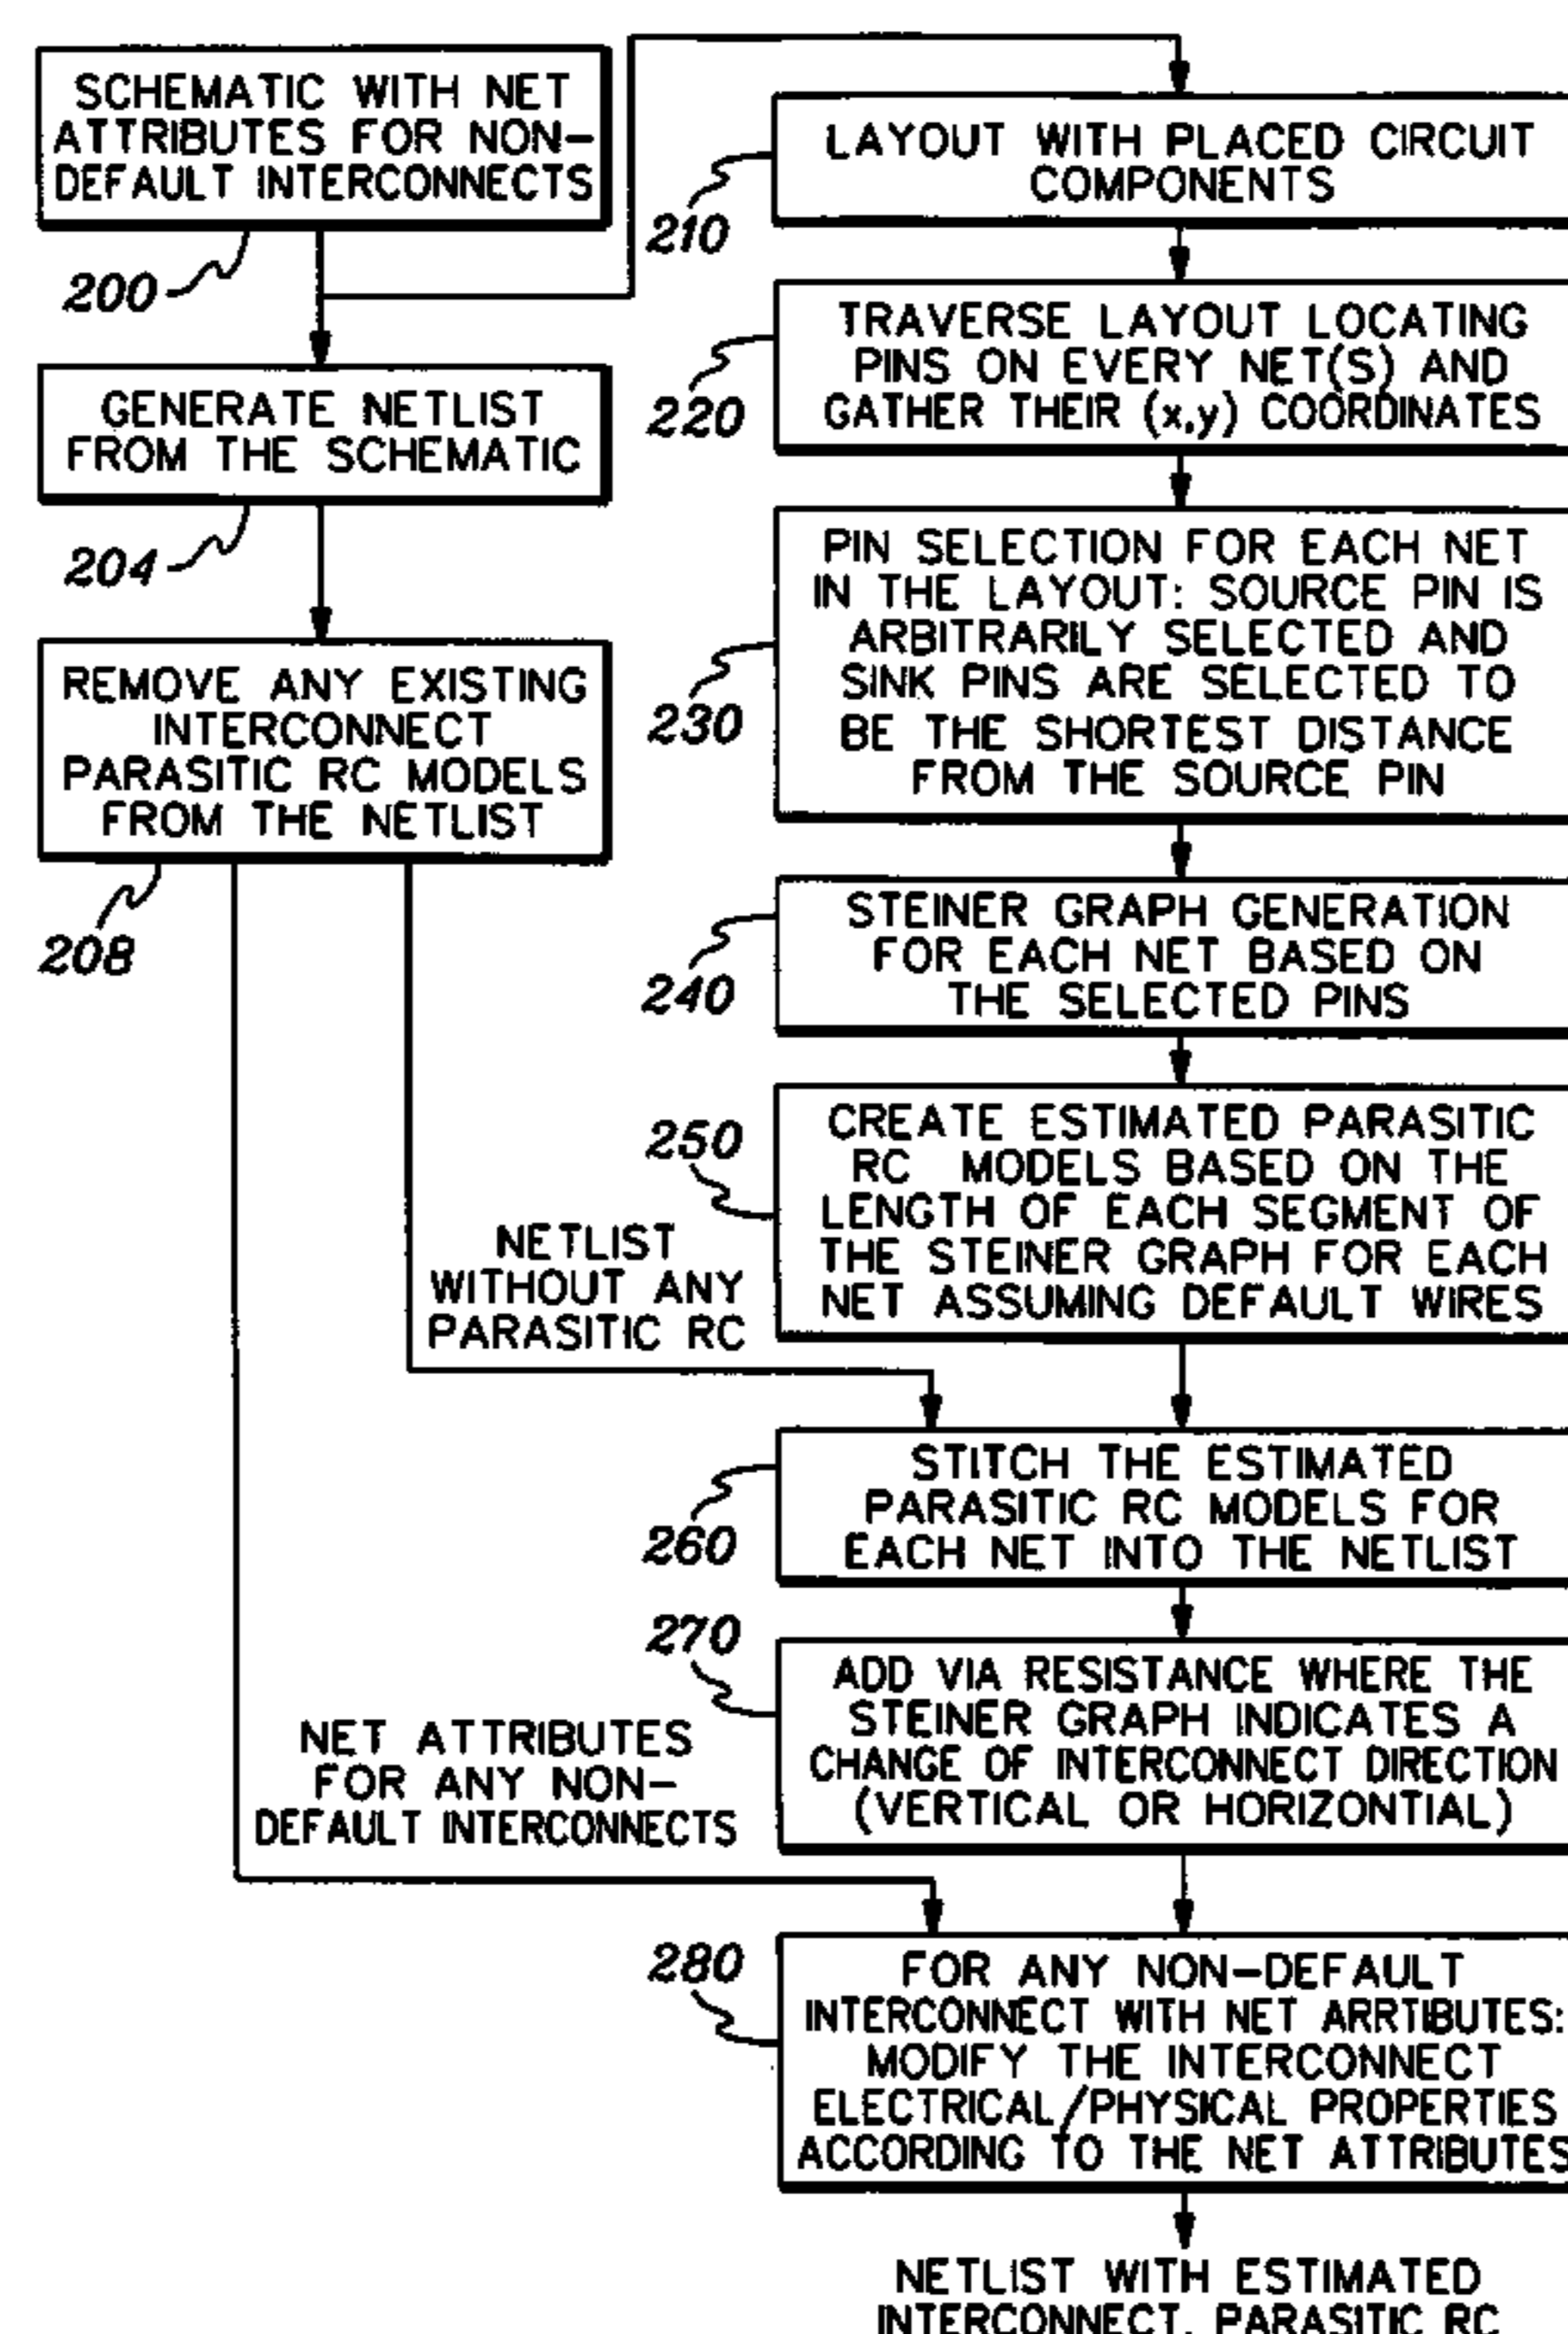 SCHEMATIC WITH NET
ATTRIBUTES FOR NON-
DEFAULT INTERCONNECTS
200
GENERATE NETLIST
FROM THE SCHEMATIC
204
REMOVE ANY EXISTING
INTERCONNECT
PARASITIC RC MODELS
FROM THE NETLIST
208
LAYOUT WITH PLACED CIRCUIT
COMPONENTS
210
TRAVERSE LAYOUT LOCATING
PINS ON EVERY NET(S) AND
GATHER THEIR (x,y) COORDINATES
220
PIN SELECTION FOR EACH NET
IN THE LAYOUT: SOURCE PIN IS
ARBITRARILY SELECTED AND
SINK PINS ARE SELECTED TO
BE THE SHORTEST DISTANCE
FROM THE SOURCE PIN
230
STEINER GRAPH GENERATION
FOR EACH NET BASED ON
THE SELECTED PINS
240
CREATE ESTIMATED PARASITIC
RC MODELS BASED ON THE
LENGTH OF EACH SEGMENT OF
THE STEINER GRAPH FOR EACH
NET ASSUMING DEFAULT WIRES
250
NETLIST
WITHOUT ANY
PARASITIC RC
STITCH THE ESTIMATED
PARASITIC RC MODELS FOR
EACH NET INTO THE NETLIST
260
ADD VIA RESISTANCE WHERE THE
STEINER GRAPH INDICATES A
CHANGE OF INTERCONNECT DIRECTION
(VERTICAL OR HORIZONTIAL)
270
NET ATTRIBUTES
FOR ANY NON-
DEFAULT INTERCONNECTS
FOR ANY NON-DEFAULT
INTERCONNECT WITH NET ARRTIBUTES:
MODIFY THE INTERCONNECT
ELECTRICAL/PHYSICAL PROPERTIES
ACCORDING TO THE NET ATTRIBUTES
280
NETLIST WITH ESTIMATED
INTERCONNECT, PARASITIC RC